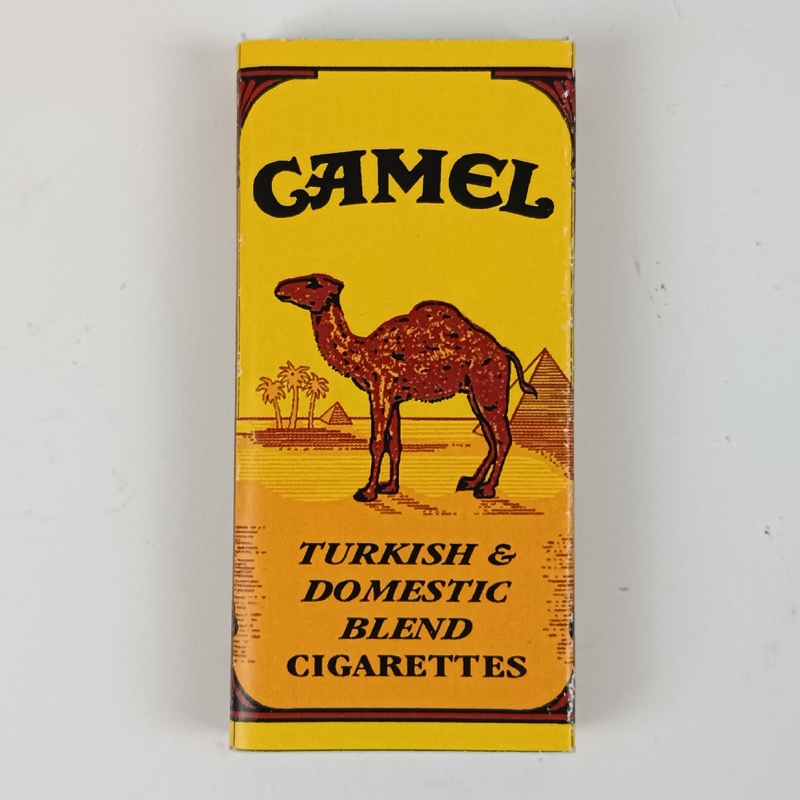 CAMEL
TURKISH &
DOMESTIC
BLEND
CIGARETTES